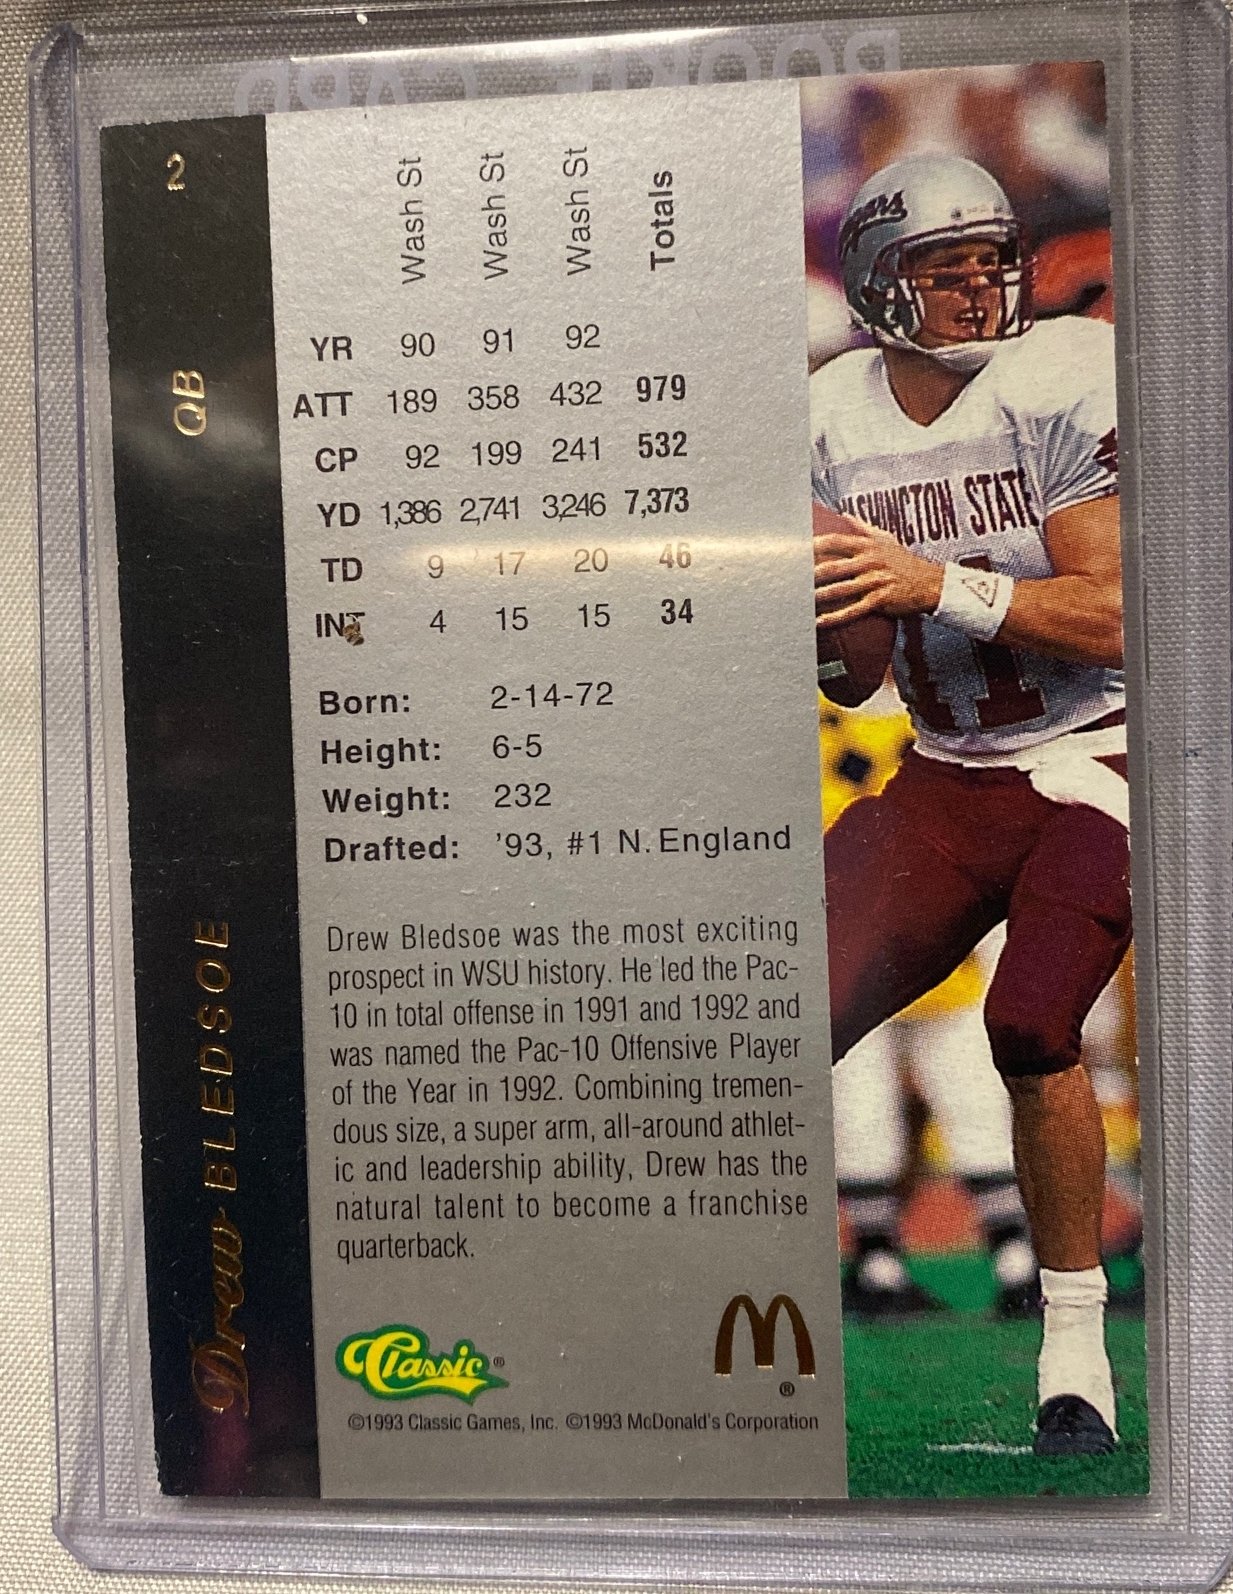 ROOKIE CARD
2
QB
Drew BLEDSOE
Wash St Wash St Wash St Totals
YR 90 91 92
ATT 189 358 432 979
CP 92 199 241 532
YD 1,386 2,741 3,246 7,373
TD 9 17 20 46
INT 4 15 15 34
Born: 2-14-72
Height: 6-5
Weight: 232
Drafted: '93, #1 N. England
Drew Bledsoe was the most exciting
prospect in WSU history. He led the Pac-
10 in total offense in 1991 and 1992 and
was named the Pac-10 Offensive Player
of the Year in 1992. Combining tremen-
dous size, a super arm, all-around athlet-
ic and leadership ability, Drew has the
natural talent to become a franchise
quarterback.
Classic®
M®
©1993 Classic Games, Inc. ©1993 McDonald's Corporation
Cougars
WASHINGTON STATE
11